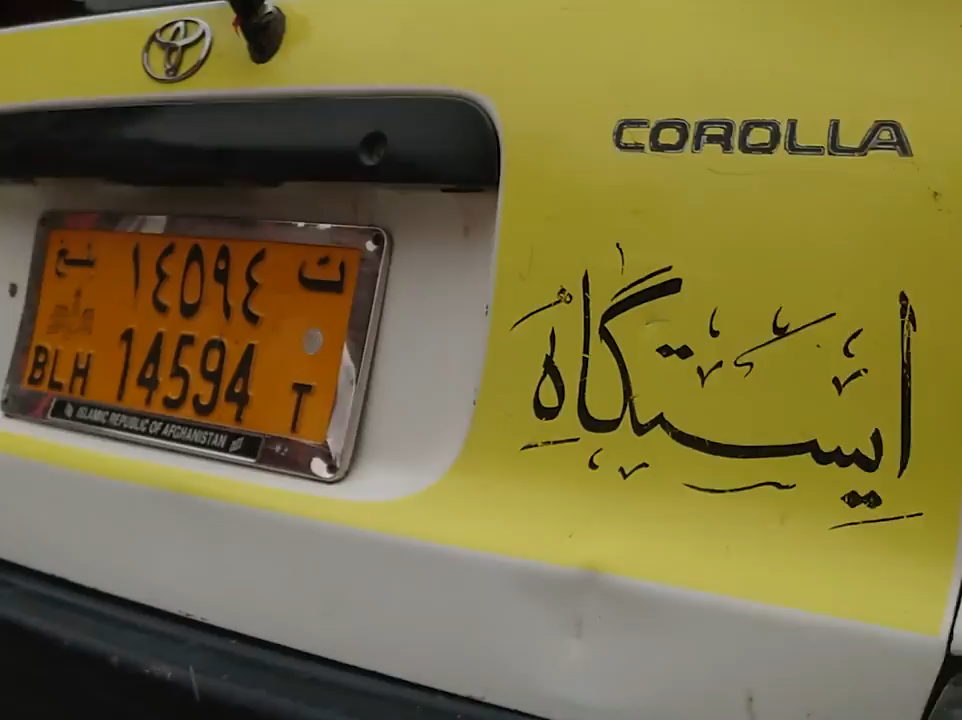 COROLLA
بلخ ١٤٥٩٤ ت
BLH 14594 T
ISLAMIC REPUBLIC OF AFGHANISTAN
ایستگاه